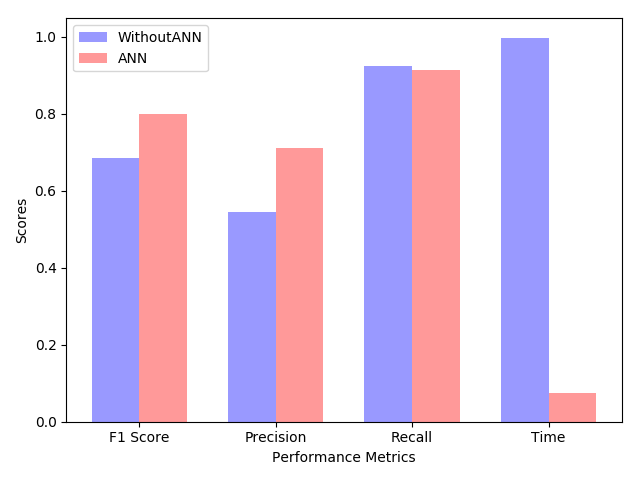 WithoutANN
ANN
1.0
0.8
0.6
0.4
0.2
0.0
Scores
F1 Score Precision Recall Time
Performance Metrics